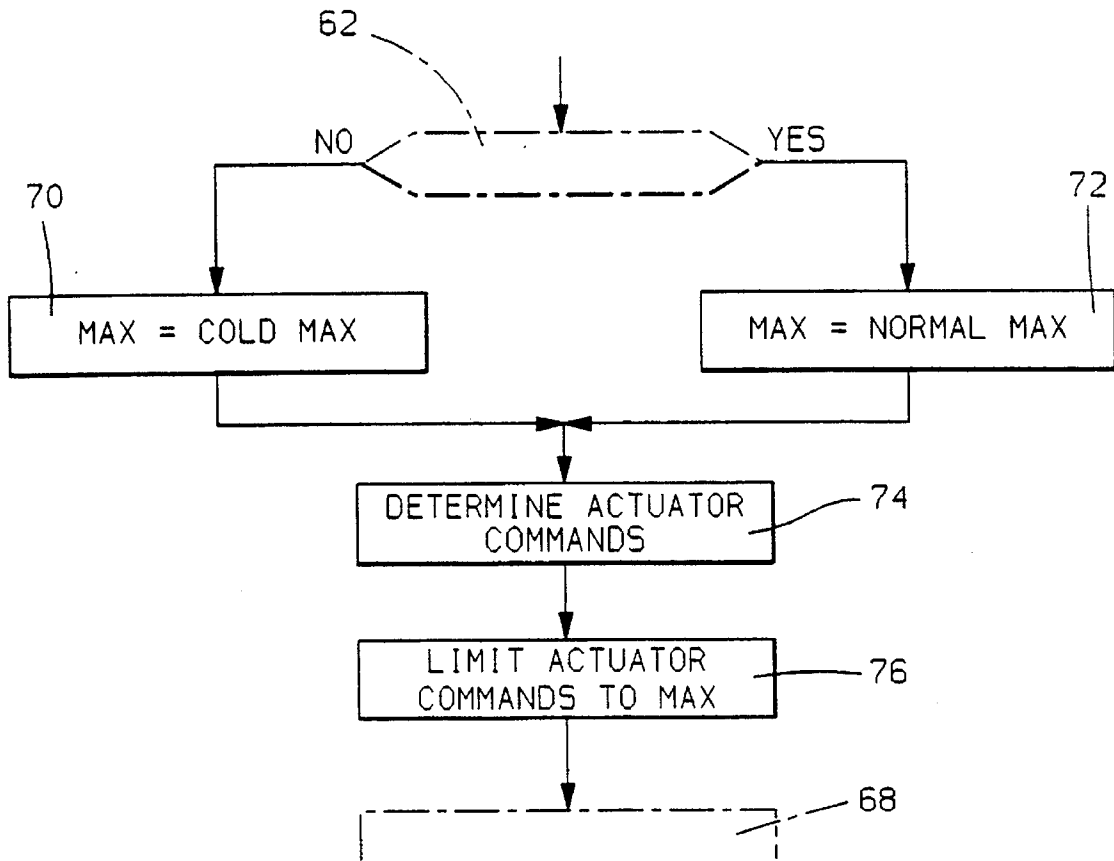 62
NO
YES
70
72
MAX = COLD MAX
MAX = NORMAL MAX
DETERMINE ACTUATOR
COMMANDS
74
LIMIT ACTUATOR
COMMANDS TO MAX
76
68